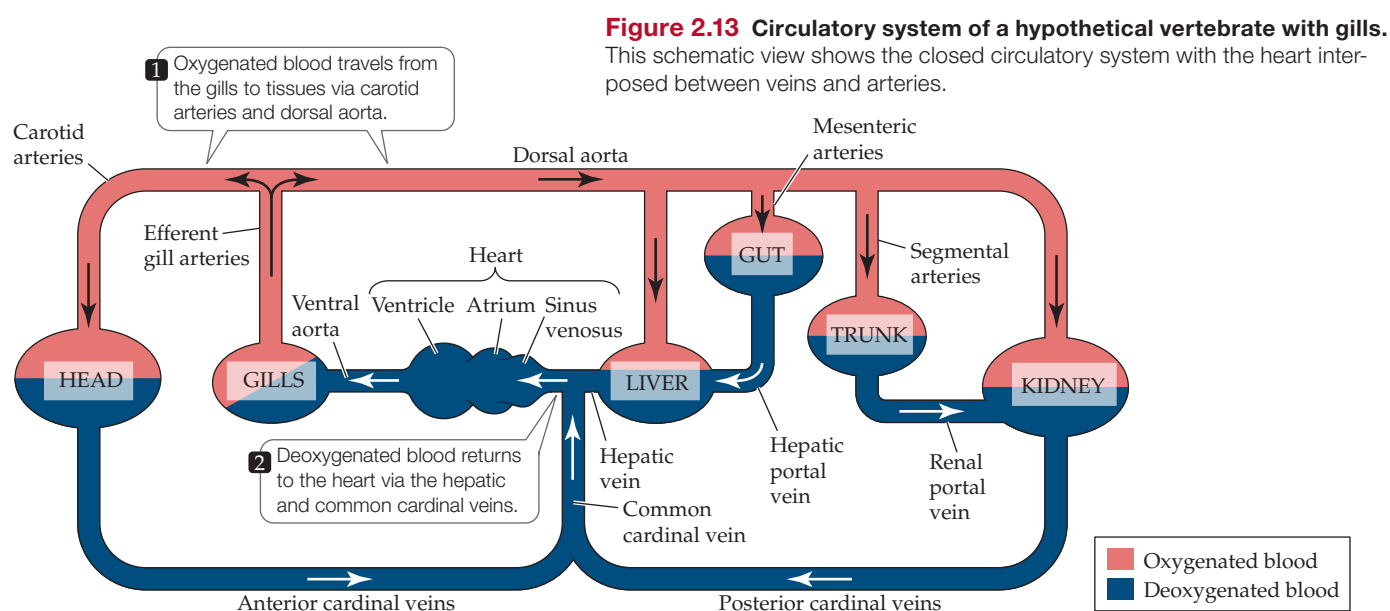 Figure 2.13 Circulatory system of a hypothetical vertebrate with gills.
This schematic view shows the closed circulatory system with the heart inter-
posed between veins and arteries.
1 Oxygenated blood travels from
the gills to tissues via carotid
arteries and dorsal aorta.
Carotid
arteries
Dorsal aorta
Mesenteric
arteries
Efferent
gill arteries
Heart
Ventral
aorta
Ventricle
Atrium
Sinus
venosus
GUT
Segmental
arteries
TRUNK
HEAD
GILLS
LIVER
KIDNEY
2 Deoxygenated blood returns
to the heart via the hepatic
and common cardinal veins.
Hepatic
vein
Common
cardinal vein
Hepatic
portal
vein
Renal
portal
vein
Anterior cardinal veins
Posterior cardinal veins
Oxygenated blood
Deoxygenated blood